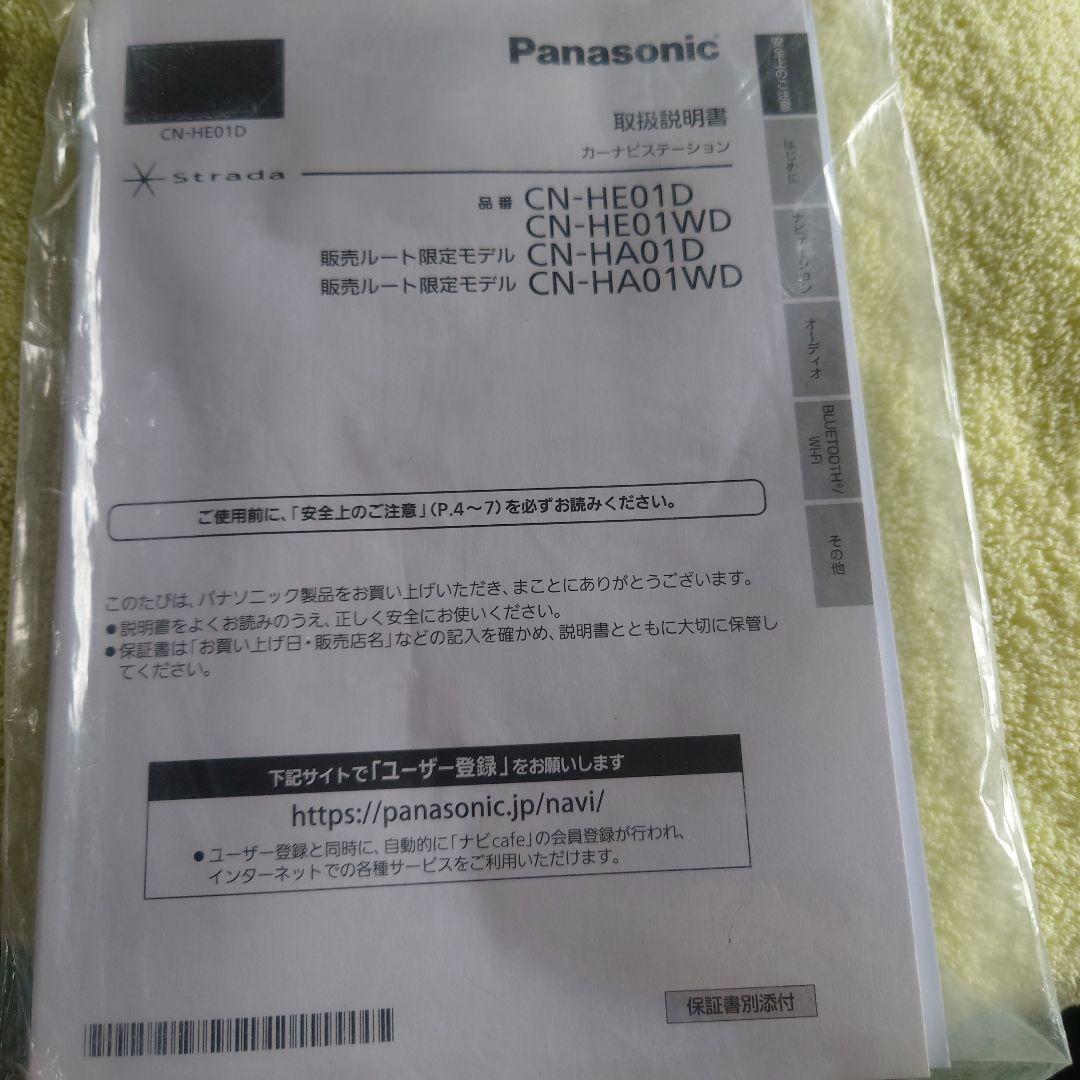 Panasonic
CN-HE01D
取扱説明書
カーナビステーション
Strada
品番 CN-HE01D
CN-HE01WD
販売ルート限定モデル CN-HA01D
販売ルート限定モデル CN-HA01WD
安全上のご注意
はじめに
ナビゲーション
オーディオ
BLUETOOTH®/
Wi-Fi
その他
ご使用前に、「安全上のご注意」(P.4～7)を必ずお読みください。
このたびは、パナソニック製品をお買い上げいただき、まことにありがとうございます。
●説明書をよくお読みのうえ、正しく安全にお使いください。
●保証書は「お買い上げ日・販売店名」などの記入を確かめ、説明書とともに大切に保管し
てください。
下記サイトで「ユーザー登録」をお願いします
https://panasonic.jp/navi/
●ユーザー登録と同時に、自動的に「ナビcafe」の会員登録が行われ、
インターネットでの各種サービスをご利用いただけます。
保証書別添付